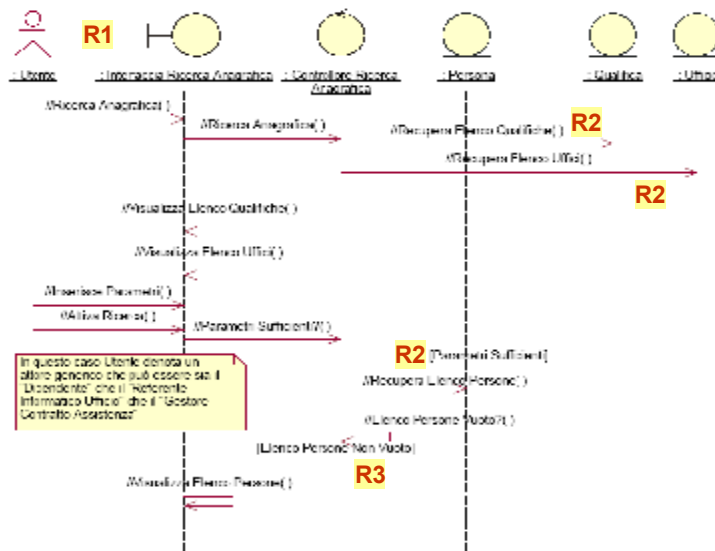 R1
: Utente
: Interfaccia Ricerca Anagrafica
: Controllore Ricerca
Anagrafica
: Persona
: Qualifica
: Ufficio
//Ricerca Anagrafica( )
//Ricerca Anagrafica( )
//Recupera Elenco Qualifiche( )
R2
//Recupera Elenco Uffici( )
R2
//Visualizza Elenco Qualifiche( )
//Visualizza Elenco Uffici( )
//Inserisce Parametri( )
//Attiva Ricerca( )
//Parametri Sufficienti?( )
R2
[Parametri Sufficienti]
//Recupera Elenco Persone( )
In questo caso Utente denota un
attore generico che può essere sia il
"Dipendente" che il "Referente
Informatico Ufficio" che il "Gestore
Contratto Assistenza"
//Elenco Persone Vuoto?( )
[Elenco Persone Non Vuoto]
R3
//Visualizza Elenco Persone( )